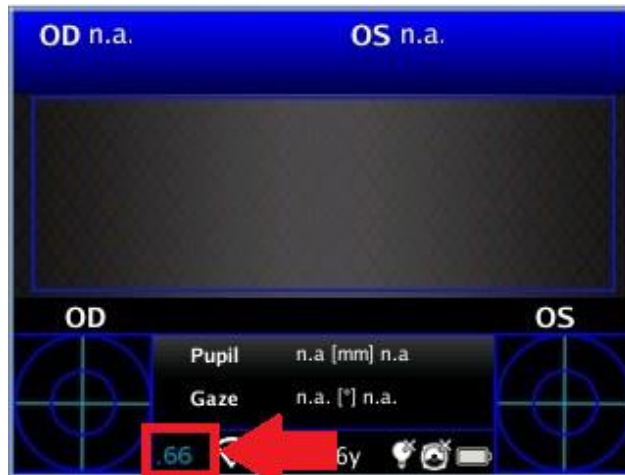 OD n.a. OS n.a.
OD OS
Pupil n.a [mm] n.a
Gaze n.a. [°] n.a.
.66 6y